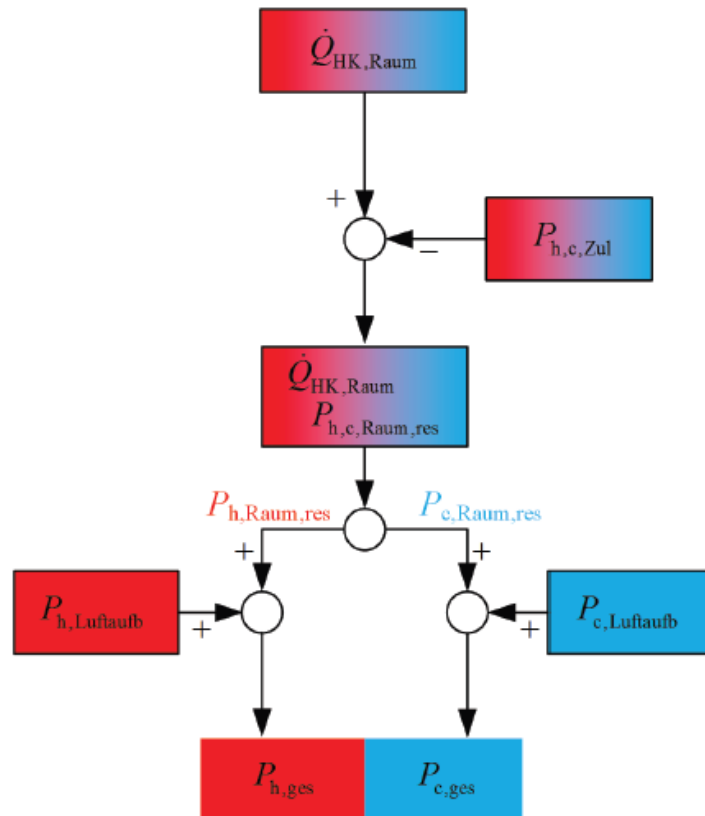 Q̇HK,Raum
+
Ph,c,Zul
−
Q̇HK,Raum
Ph,c,Raum,res
Ph,Raum,res Pc,Raum,res
+ +
Ph,Luftaufb Pc,Luftaufb
+ +
Ph,ges Pc,ges